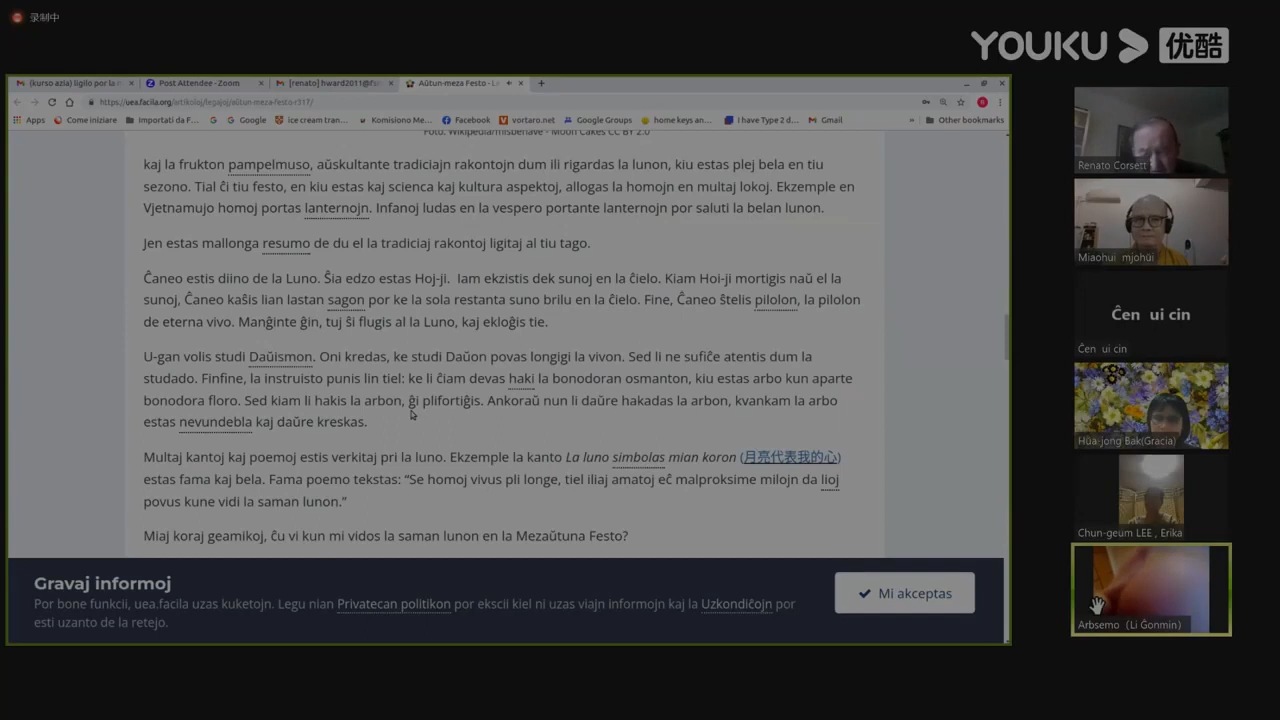 录制中
YOUKU 优酷
(kurso azia) ligilo por la
Post Attendee - Zoom
[renato] hward2011@
Aŭtun-meza Festo - L
https://uea.facila.org/artikoloj/legajoj/aŭtun-meza-festo-r317/
Apps
Come iniziare
Importati da F...
G
Google
ice cream tran...
Komisiono Me...
Facebook
vortaro.net
Google Groups
home keys an...
i have Type 2 d...
Gmail
Other bookmarks
Foto: Wikipedia/misbehave - Moon Cakes CC BY 2.0
kaj la frukton pampelmuso, aŭskultante tradiciajn rakontojn dum ili rigardas la lunon, kiu estas plej bela en tiu
sezono. Tial ĉi tiu festo, en kiu estas kaj scienca kaj kultura aspektoj, allogas la homojn en multaj lokoj. Ekzemple en
Vjetnamujo homoj portas lanternojn. Infanoj ludas en la vespero portante lanternojn por saluti la belan lunon.
Jen estas mallonga resumo de du el la tradiciaj rakontoj ligitaj al tiu tago.
Ĉaneo estis diino de la Luno. Ŝia edzo estas Hoj-ji. Iam ekzistis dek sunoj en la ĉielo. Kiam Hoi-ji mortigis naŭ el la
sunoj, Ĉaneo kaŝis lian lastan sagon por ke la sola restanta suno brilu en la ĉielo. Fine, Ĉaneo ŝtelis pilolon, la pilolon
de eterna vivo. Manĝinte ĝin, tuj ŝi flugis al la Luno, kaj ekloĝis tie.
U-gan volis studi Daŭismon. Oni kredas, ke studi Daŭon povas longigi la vivon. Sed li ne sufiĉe atentis dum la
studado. Finfine, la instruisto punis lin tiel: ke li ĉiam devas haki la bonodoran osmanton, kiu estas arbo kun aparte
bonodora floro. Sed kiam li hakis la arbon, ĝi plifortiĝis. Ankoraŭ nun li daŭre hakadas la arbon, kvankam la arbo
estas nevundebla kaj daŭre kreskas.
Multaj kantoj kaj poemoj estis verkitaj pri la luno. Ekzemple la kanto La luno simbolas mian koron (月亮代表我的心)
estas fama kaj bela. Fama poemo tekstas: “Se homoj vivus pli longe, tiel iliaj amatoj eĉ malproksime milojn da lioj
povus kune vidi la saman lunon.”
Miaj koraj geamikoj, ĉu vi kun mi vidos la saman lunon en la Mezaŭtuna Festo?
Gravaj informoj
Por bone funkcii, uea.facila uzas kuketojn. Legu nian Privatecan politikon por ekscii kiel ni uzas viajn informojn kaj la Uzkondiĉojn por
esti uzanto de la retejo.
Mi akceptas
Renato Corsett
Miaohui mjohŭi
Ĉen ui cin
Ĉen ui cin
Hŭa-jong Bak(Gracia)
Chun-geum LEE , Erika
Arbsemo（Li Ĝonmin）